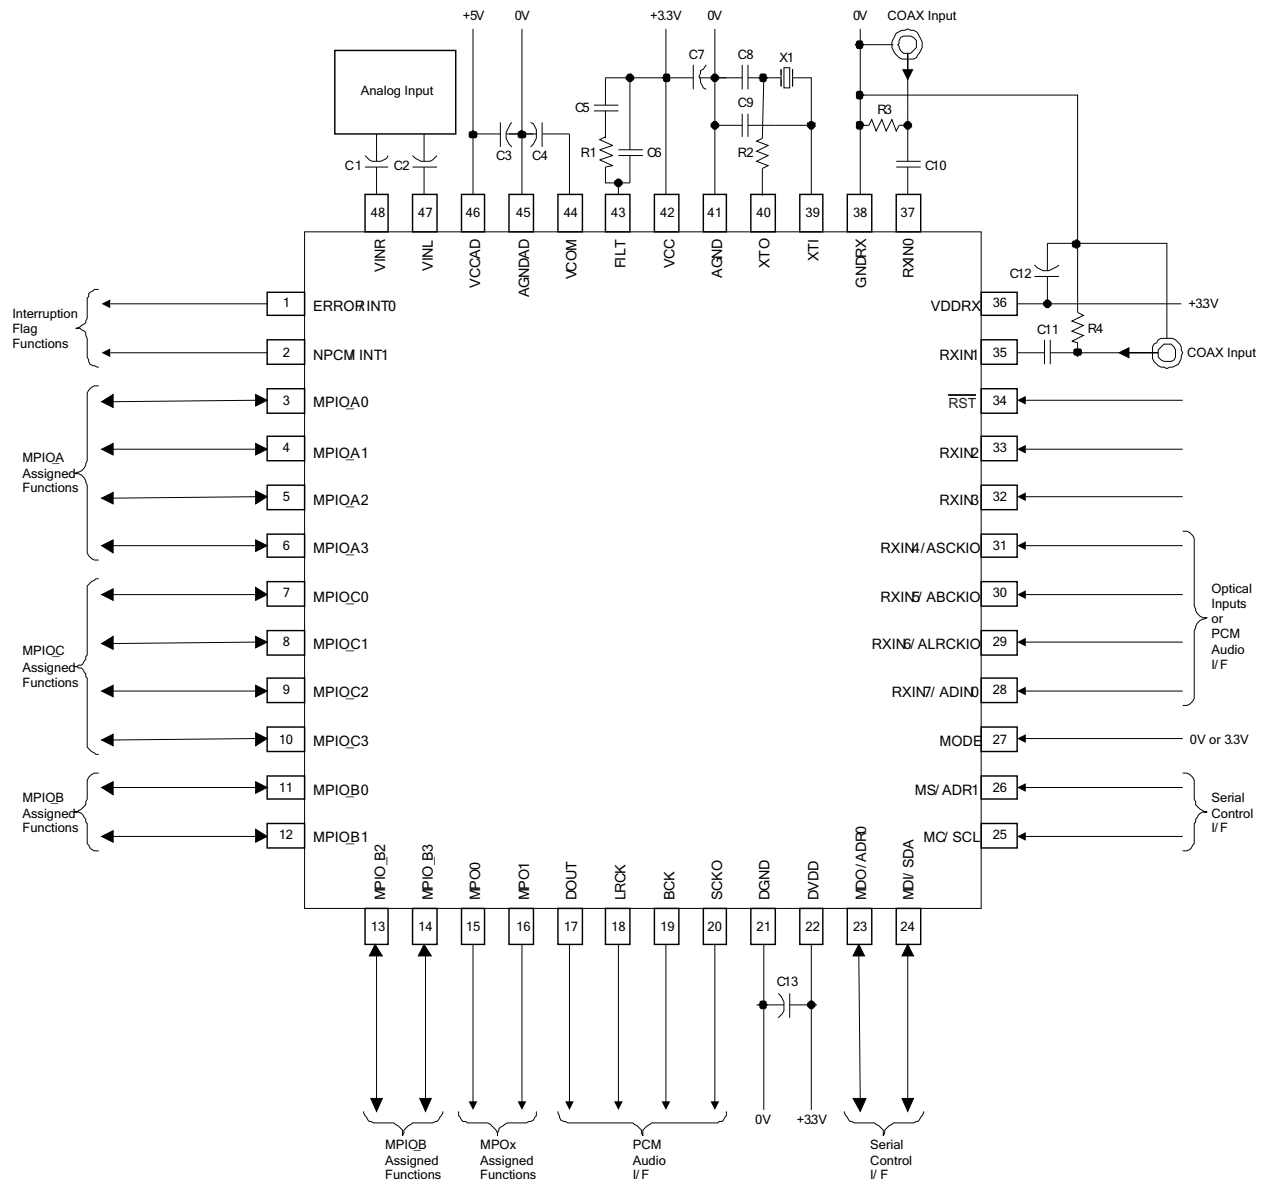 +5V 0V +3.3V 0V 0V COAX Input
Analog Input
C7 C8 X1
C5 C9 R3
C3 C4 R1 C6 R2
C1 C2 C10
48 47 46 45 44 43 42 41 40 39 38 37
VINR VINL VCCAD AGNDAD VCOM FILT VCC AGND XTO XTI GNDRX RXIN0
Interruption
Flag
Functions
1 ERROR/INT0
2 NPCM/INT1
MPIO_A
Assigned
Functions
3 MPIO_A0
4 MPIO_A1
5 MPIO_A2
6 MPIO_A3
MPIO_C
Assigned
Functions
7 MPIO_C0
8 MPIO_C1
9 MPIO_C2
10 MPIO_C3
MPIO_B
Assigned
Functions
11 MPIO_B0
12 MPIO_B1
C12
VDDRX 36 +3.3V
C11 R4
RXIN1 35 COAX Input
RST 34
RXIN2 33
RXIN3 32
RXIN4/ASCKIO 31
RXIN5/ABCKIO 30
RXIN6/ALRCKIO 29
RXIN7/ADIN0 28
Optical
Inputs
or
PCM
Audio
I/F
MODE 27 0V or 3.3V
MS/ADR1 26
MC/SCL 25
Serial
Control
I/F
MPIO_B2 MPIO_B3 MPO0 MPO1 DOUT LRCK BCK SCKO DGND DVDD MDO/ADR0 MDI/SDA
13 14 15 16 17 18 19 20 21 22 23 24
C13
0V +3.3V
MPIO_B
Assigned
Functions
MPOx
Assigned
Functions
PCM
Audio
I/F
Serial
Control
I/F